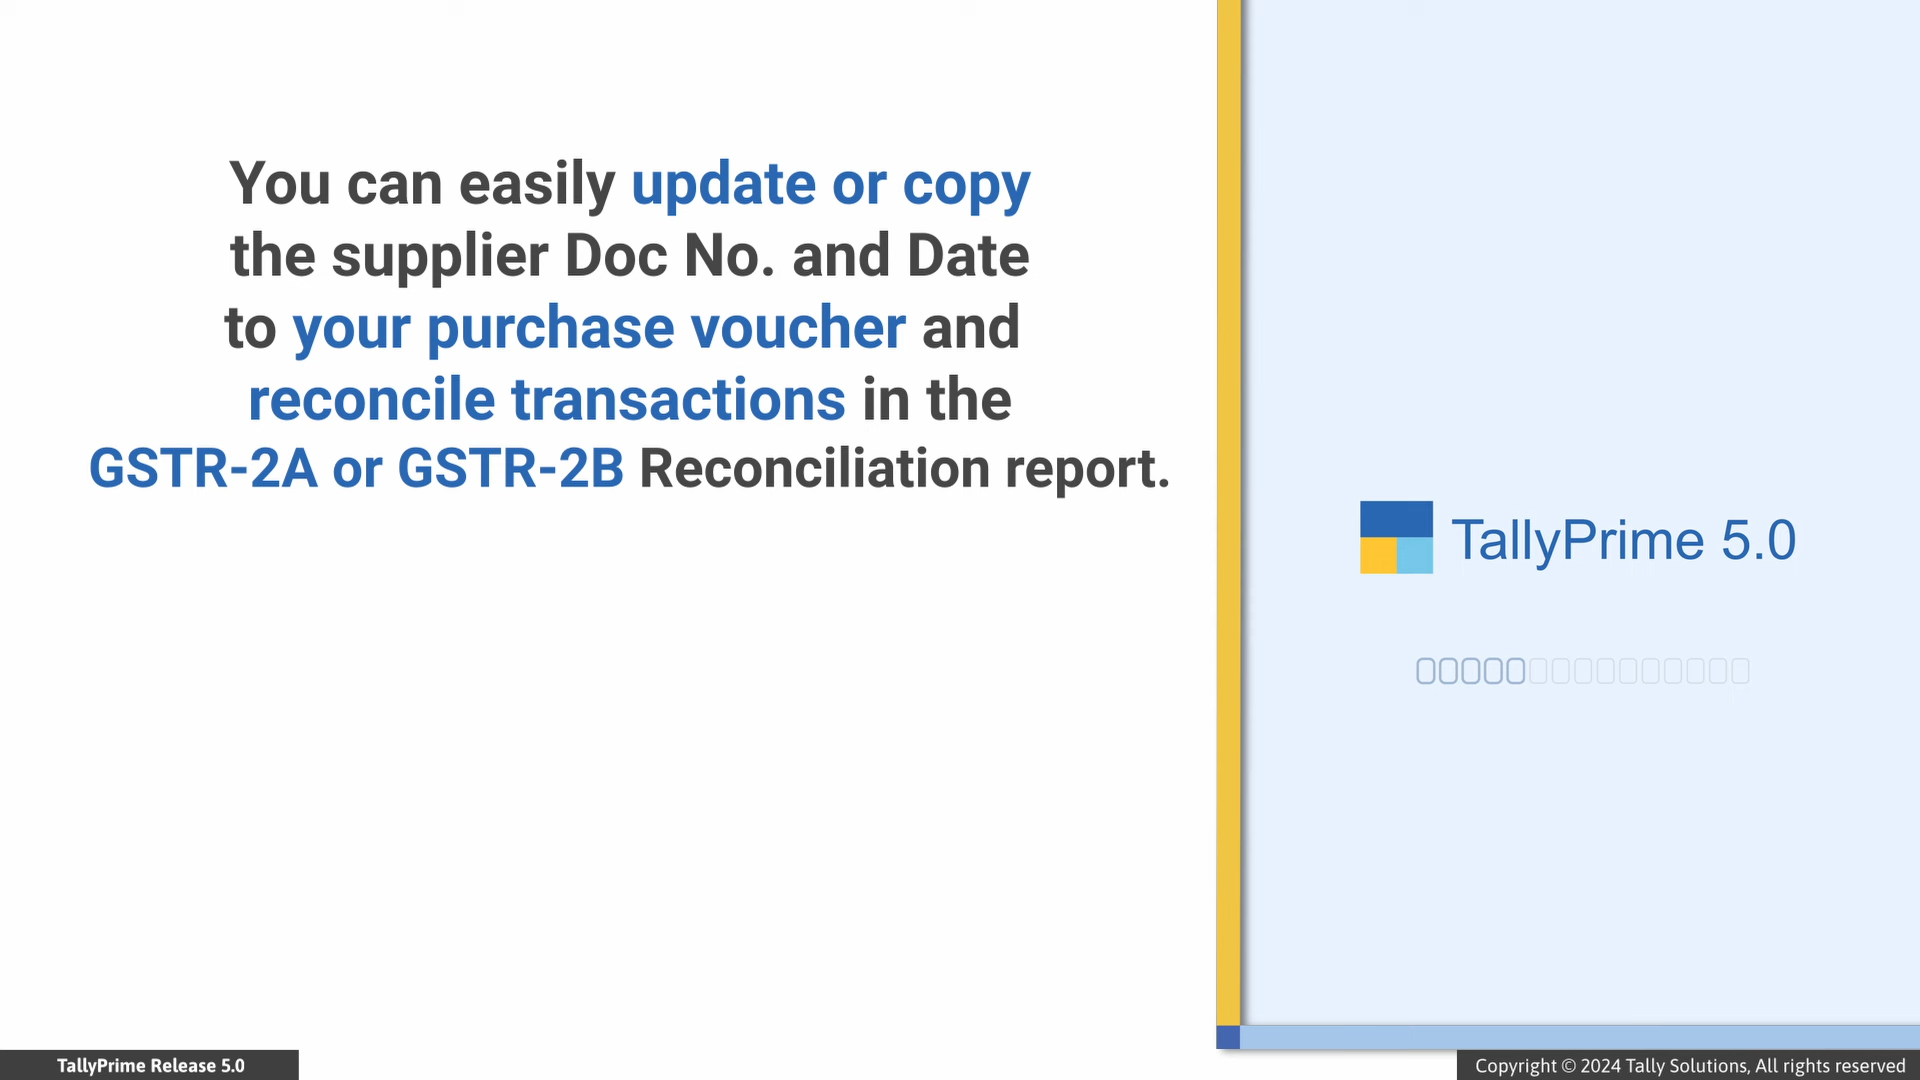 You can easily update or copy
the supplier Doc No. and Date
to your purchase voucher and
reconcile transactions in the
GSTR-2A or GSTR-2B Reconciliation report.
TallyPrime 5.0
TallyPrime Release 5.0
Copyright © 2024 Tally Solutions, All rights reserved